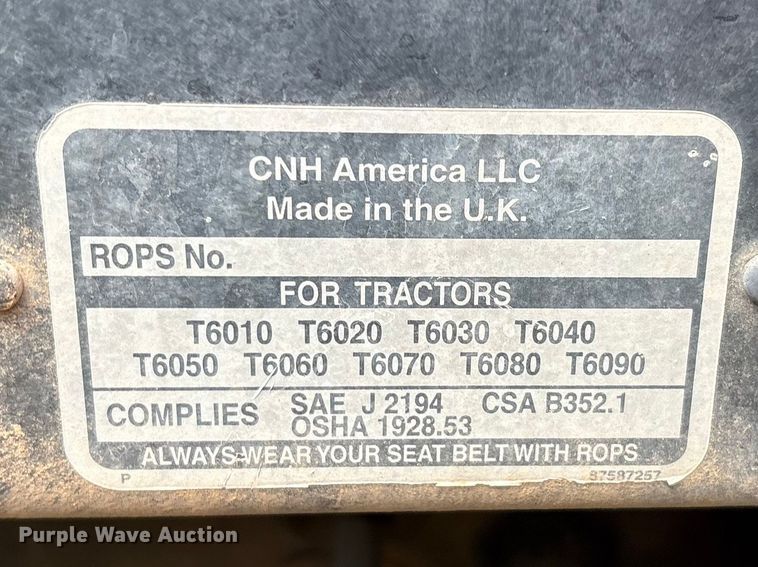 CNH America LLC
Made in the U.K.
ROPS No.
FOR TRACTORS
T6010 T6020 T6030 T6040
T6050 T6060 T6070 T6080 T6090
COMPLIES SAE J 2194 CSA B352.1
OSHA 1928.53
ALWAYS WEAR YOUR SEAT BELT WITH ROPS
P 87587257
Purple Wave Auction